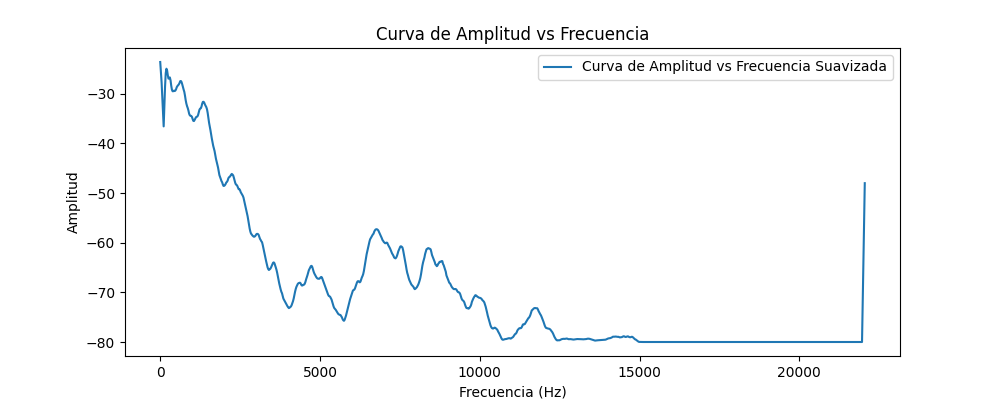 Curva de Amplitud vs Frecuencia
Curva de Amplitud vs Frecuencia Suavizada
Amplitud
−30
−40
−50
−60
−70
−80
0 5000 10000 15000 20000
Frecuencia (Hz)